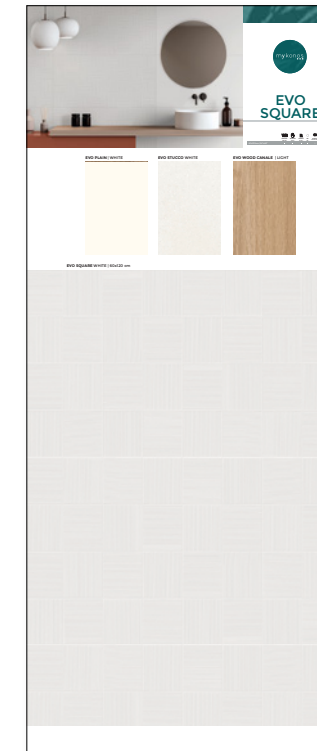 mykonos
EVO
SQUARE
EVO PLAIN | WHITE
EVO STUCCO WHITE
EVO WOOD CANALE | LIGHT
EVO SQUARE WHITE | 60x120 cm